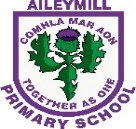 AILEYMILL
COMHLA MAR AON
TOGETHER AS ONE
PRIMARY SCHOOL